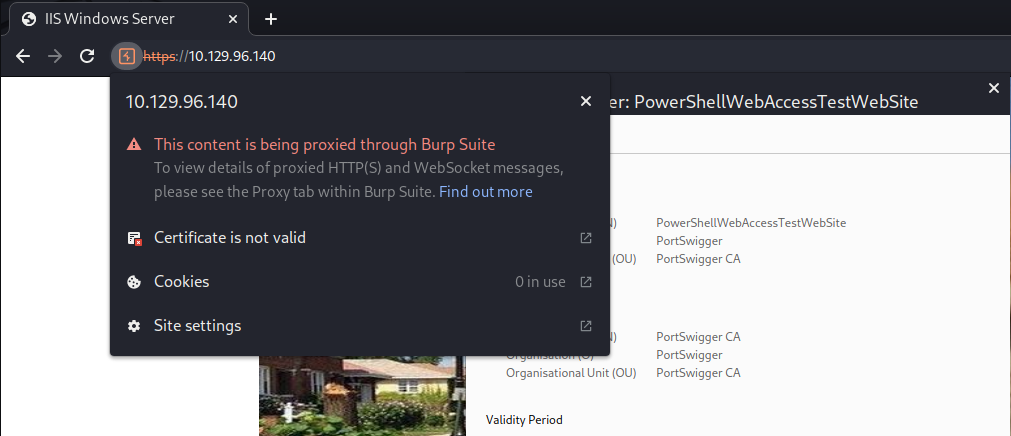 IIS Windows Server
https://10.129.96.140
10.129.96.140
er: PowerShellWebAccessTestWebSite
This content is being proxied through Burp Suite
To view details of proxied HTTP(S) and WebSocket messages,
please see the Proxy tab within Burp Suite. Find out more
N) PowerShellWebAccessTestWebSite
PortSwigger
Certificate is not valid
(OU) PortSwigger CA
Cookies 0 in use
Site settings
N) PortSwigger CA
Organisation (O) PortSwigger
Organisational Unit (OU) PortSwigger CA
Validity Period